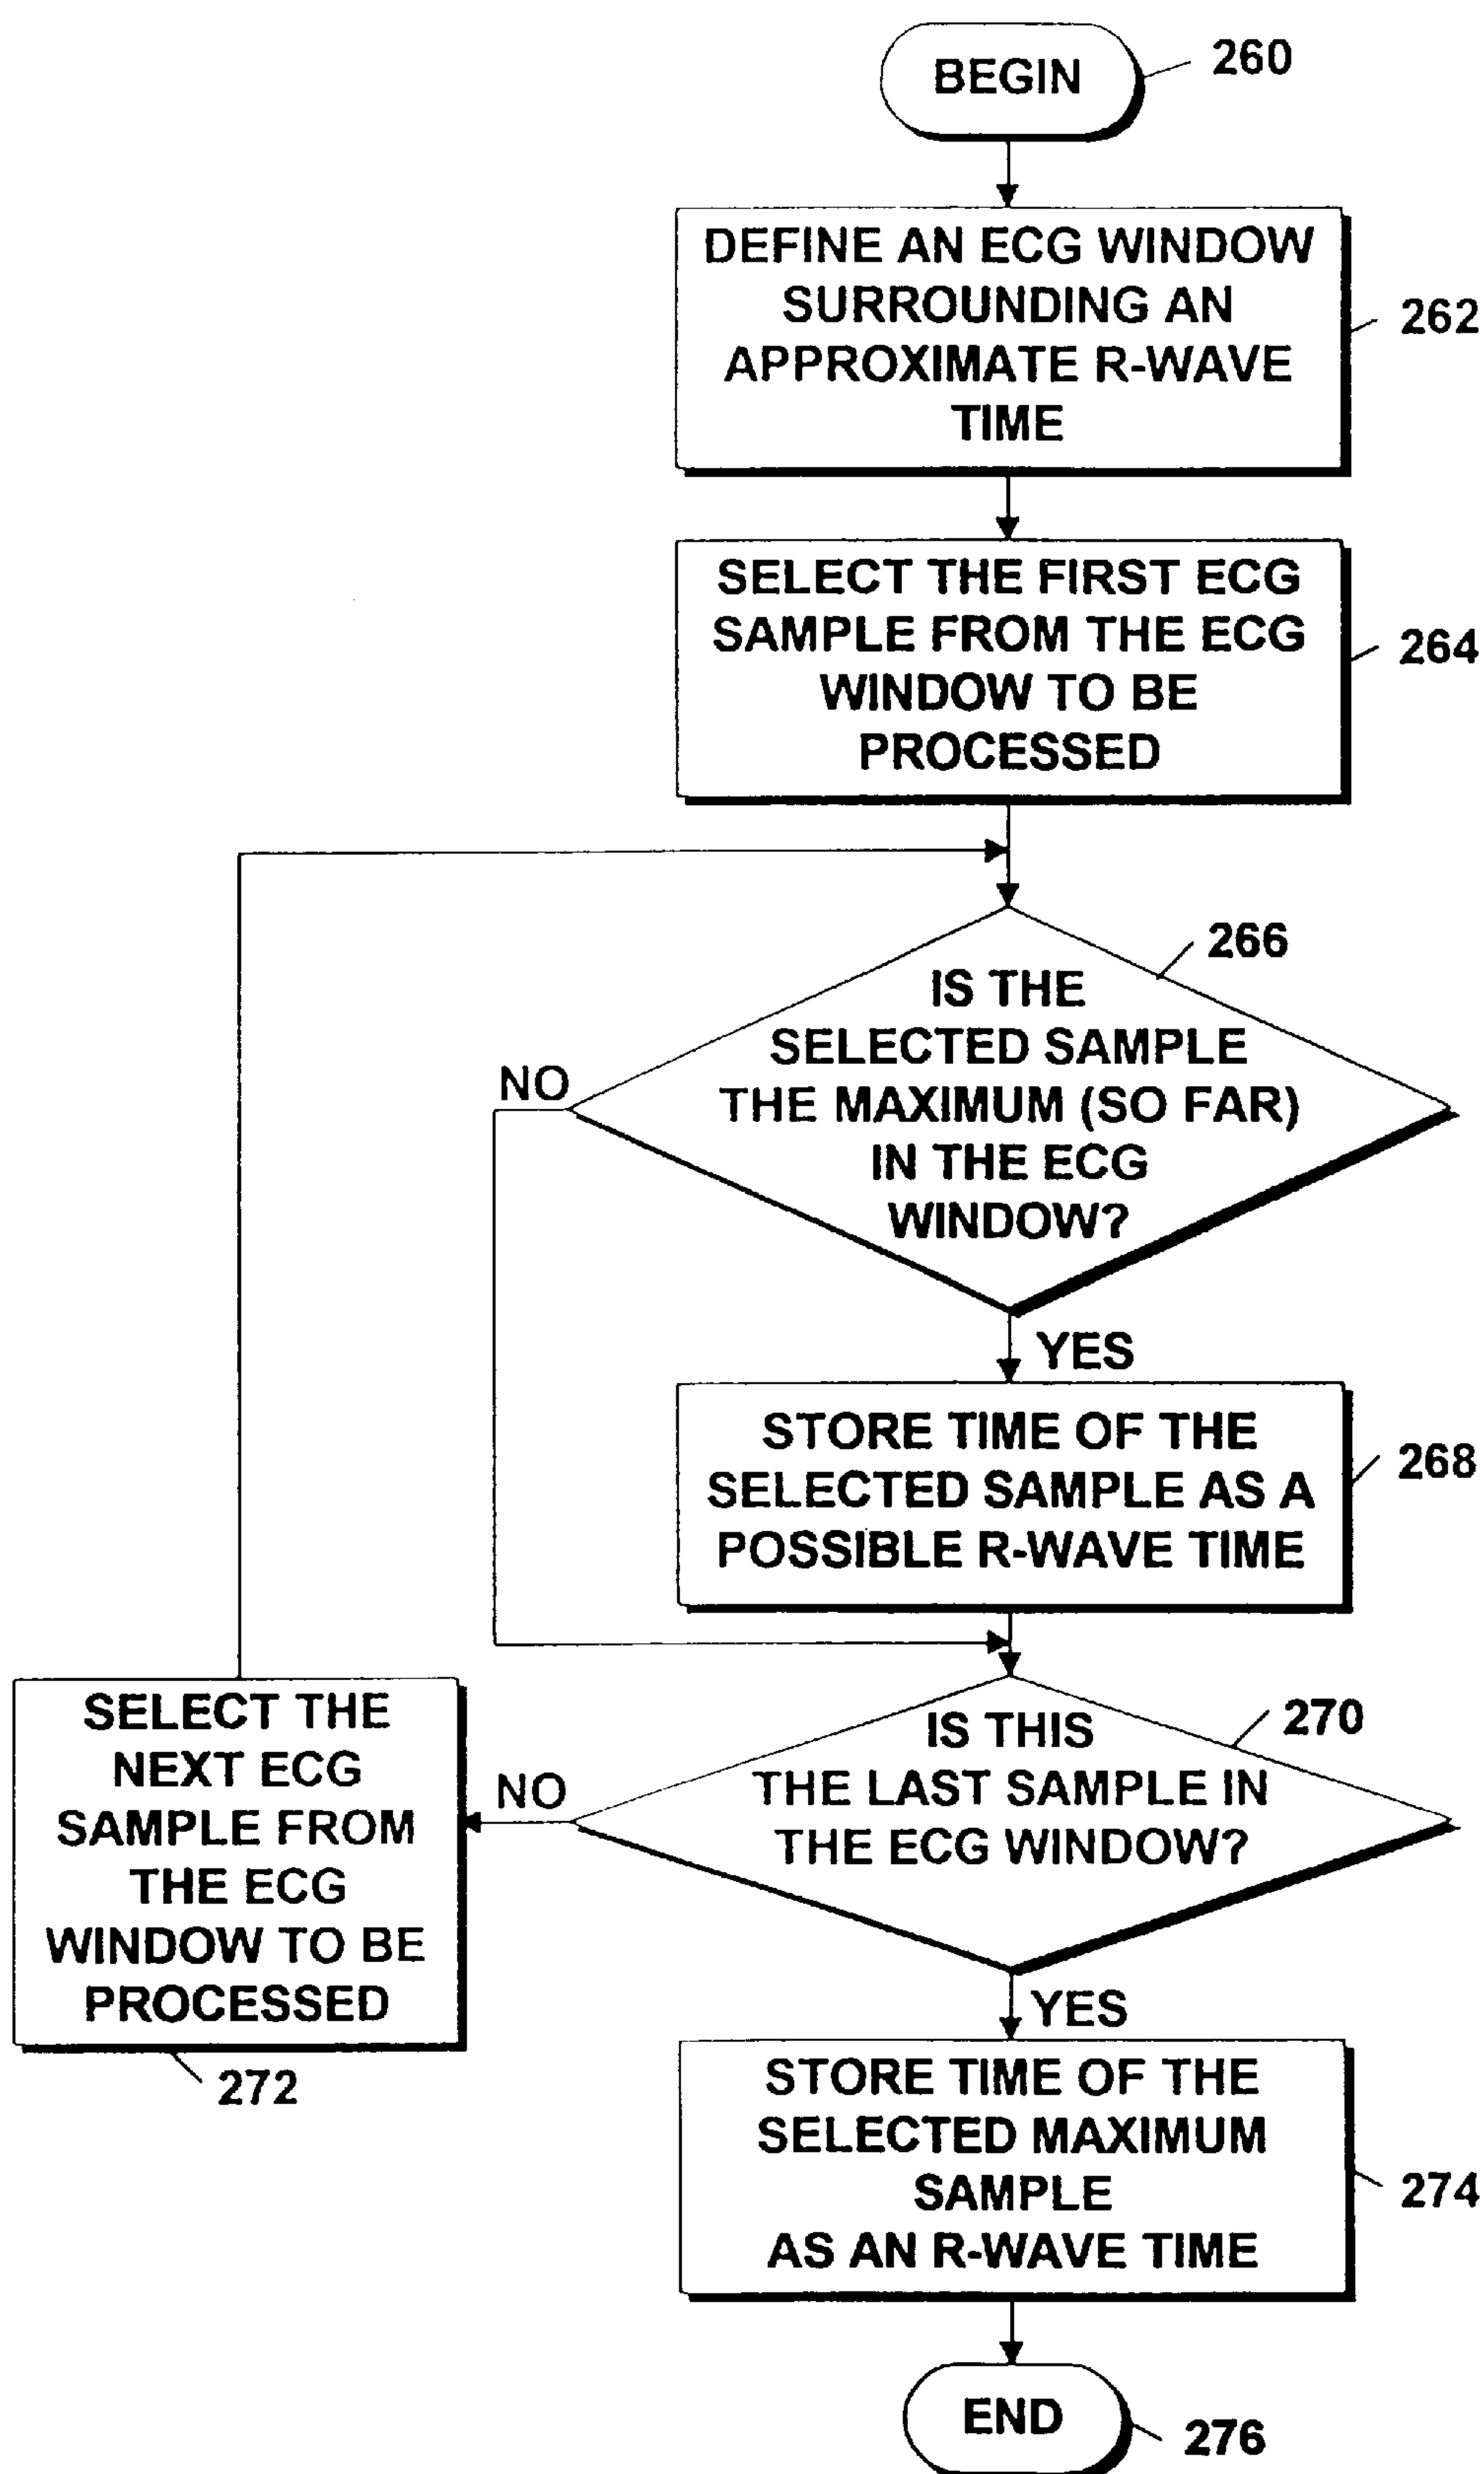 BEGIN
260
DEFINE AN ECG WINDOW
SURROUNDING AN
APPROXIMATE R-WAVE
TIME
262
SELECT THE FIRST ECG
SAMPLE FROM THE ECG
WINDOW TO BE
PROCESSED
264
266
IS THE
SELECTED SAMPLE
THE MAXIMUM (SO FAR)
IN THE ECG
WINDOW?
NO
YES
STORE TIME OF THE
SELECTED SAMPLE AS A
POSSIBLE R-WAVE TIME
268
270
IS THIS
THE LAST SAMPLE IN
THE ECG WINDOW?
NO
SELECT THE
NEXT ECG
SAMPLE FROM
THE ECG
WINDOW TO BE
PROCESSED
272
YES
STORE TIME OF THE
SELECTED MAXIMUM
SAMPLE
AS AN R-WAVE TIME
274
END
276